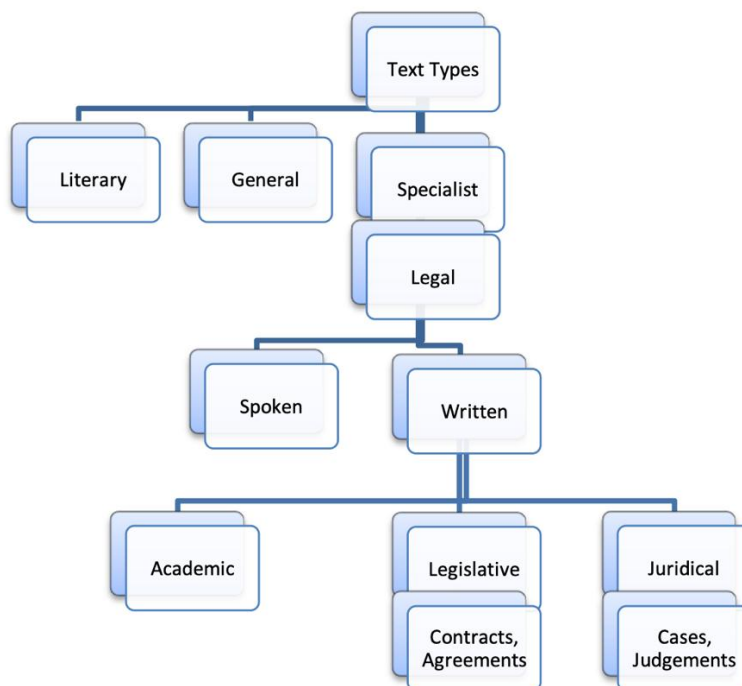 Text Types
Literary
General
Specialist
Legal
Spoken
Written
Academic
Legislative
Juridical
Contracts,
Agreements
Cases,
Judgements